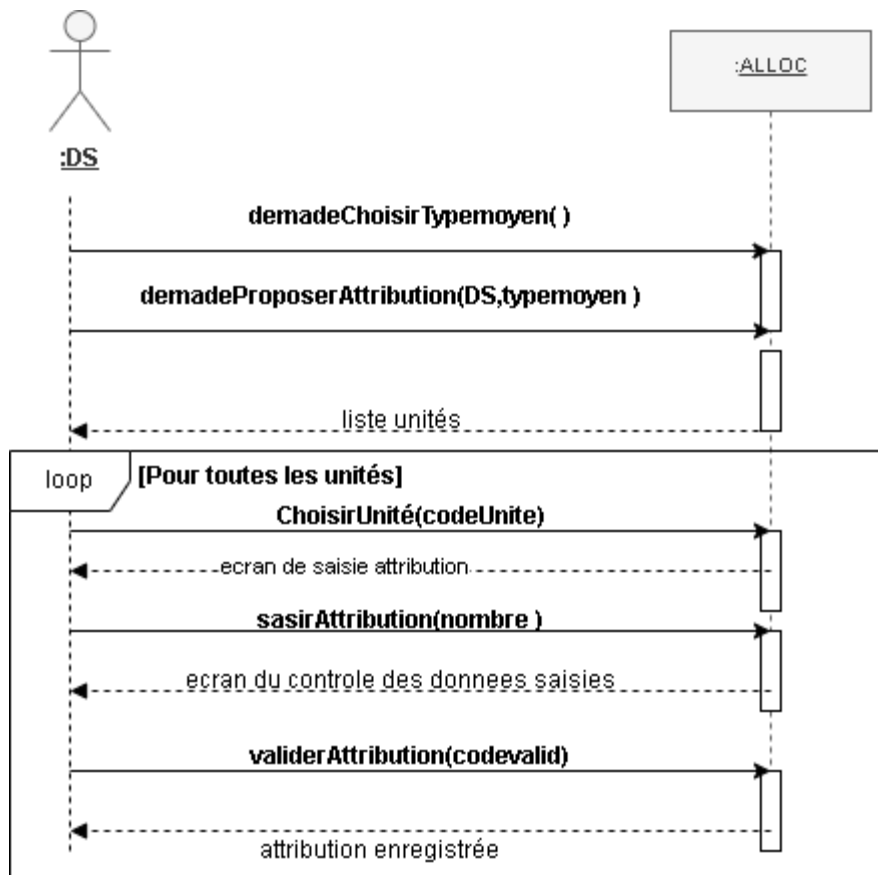 :ALLOC
:DS
demadeChoisirTypemoyen( )
demadeProposerAttribution(DS,typemoyen )
liste unités
loop
[Pour toutes les unités]
ChoisirUnité(codeUnite)
ecran de saisie attribution
sasirAttribution(nombre )
ecran du controle des donnees saisies
validerAttribution(codevalid)
attribution enregistrée